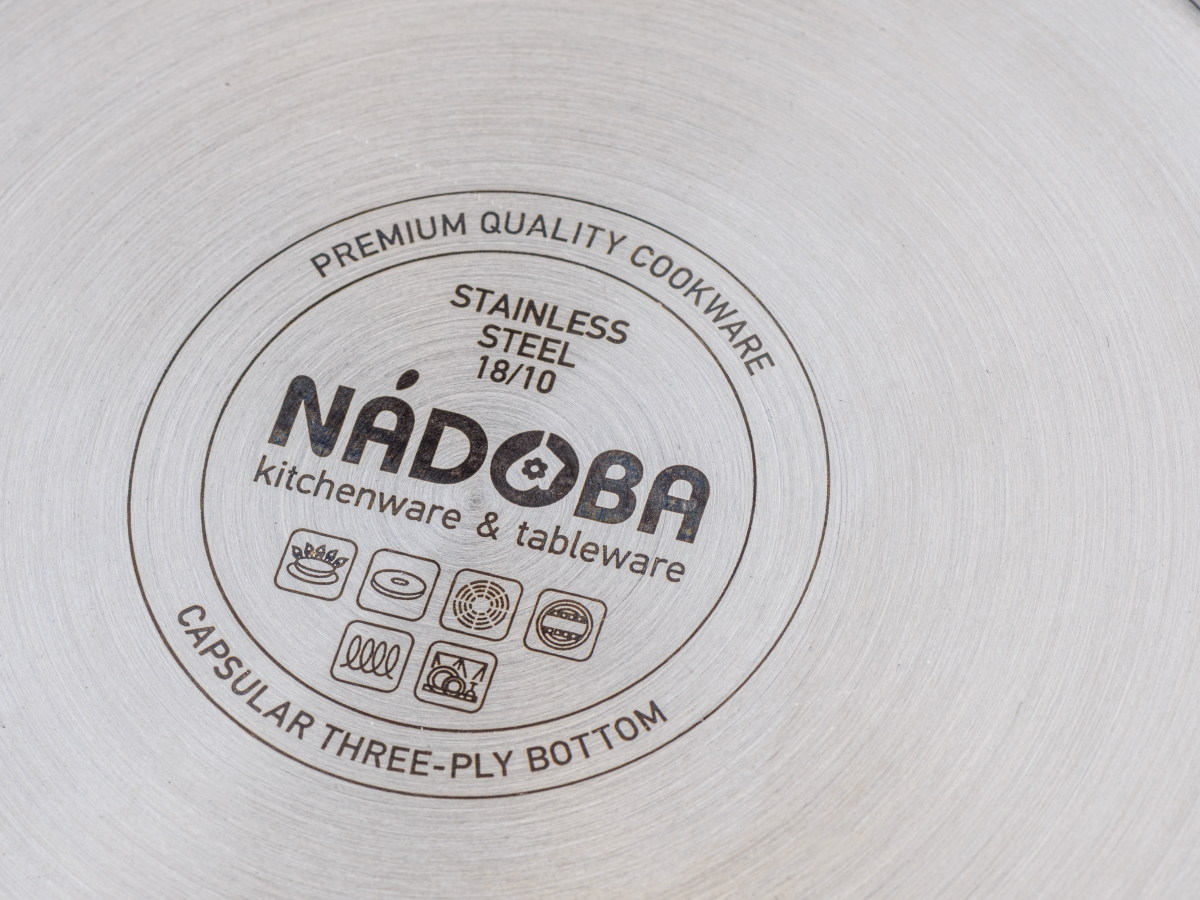 PREMIUM QUALITY COOKWARE
STAINLESS
STEEL
18/10
NÁDOBA
kitchenware & tableware
CAPSULAR THREE-PLY BOTTOM